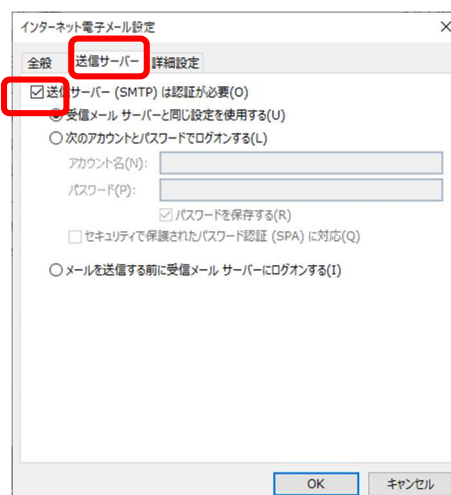 インターネット電子メール設定
全般 送信サーバー 詳細設定
送信サーバー (SMTP) は認証が必要(O)
受信メール サーバーと同じ設定を使用する(U)
次のアカウントとパスワードでログオンする(L)
アカウント名(N):
パスワード(P):
パスワードを保存する(R)
セキュリティで保護されたパスワード認証 (SPA) に対応(Q)
メールを送信する前に受信メール サーバーにログオンする(I)
OK キャンセル